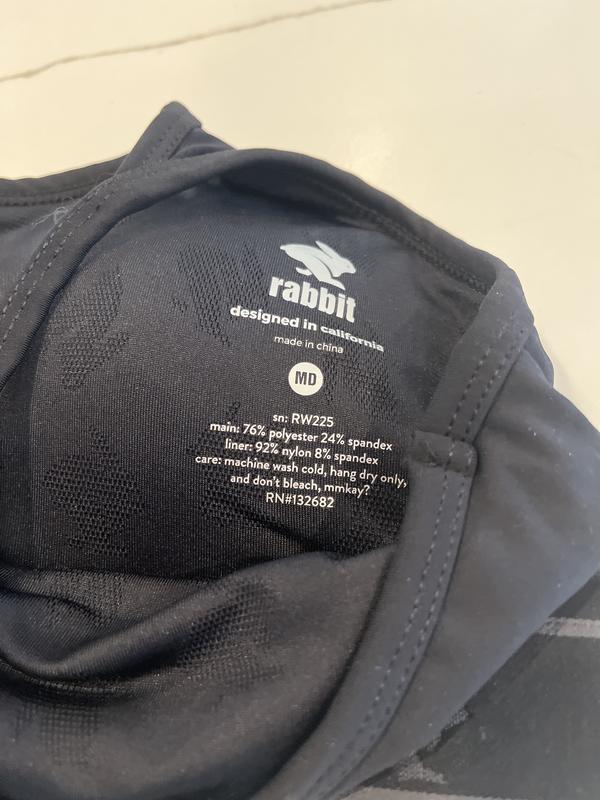 rabbit
designed in california
made in china
MD
sn: RW225
main: 76% polyester 24% spandex
liner: 92% nylon 8% spandex
care: machine wash cold, hang dry only,
and don't bleach, mmkay?
RN#132682